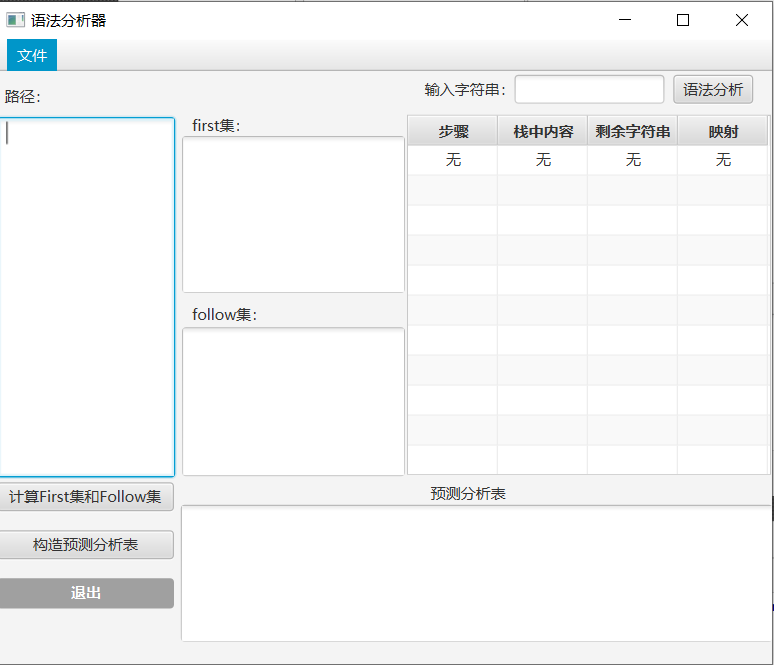 语法分析器
文件
路径：
输入字符串：
语法分析
first集：
步骤 栈中内容 剩余字符串 映射
无 无 无 无
follow集：
计算First集和Follow集
预测分析表
构造预测分析表
退出